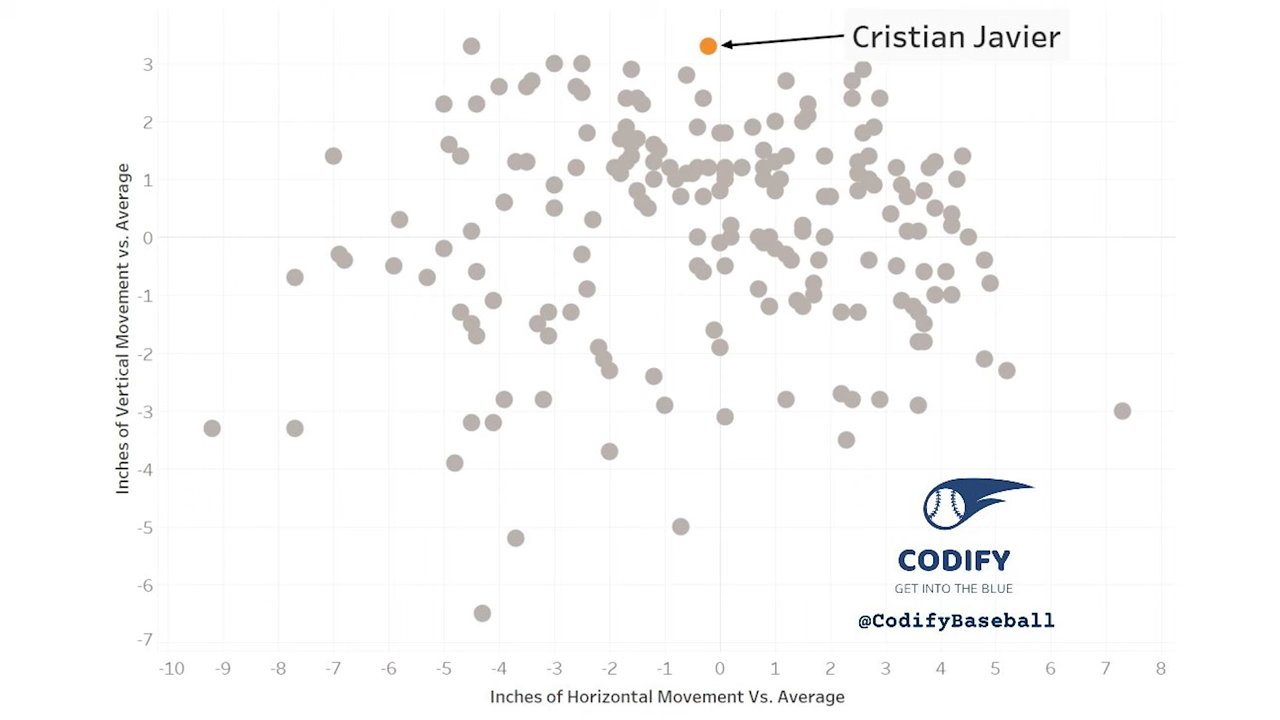 Cristian Javier
Inches of Vertical Movement vs. Average
3
2
1
0
-1
-2
-3
-4
-5
-6
-7
CODIFY
GET INTO THE BLUE
@CodifyBaseball
-10 -9 -8 -7 -6 -5 -4 -3 -2 -1 0 1 2 3 4 5 6 7 8
Inches of Horizontal Movement Vs. Average